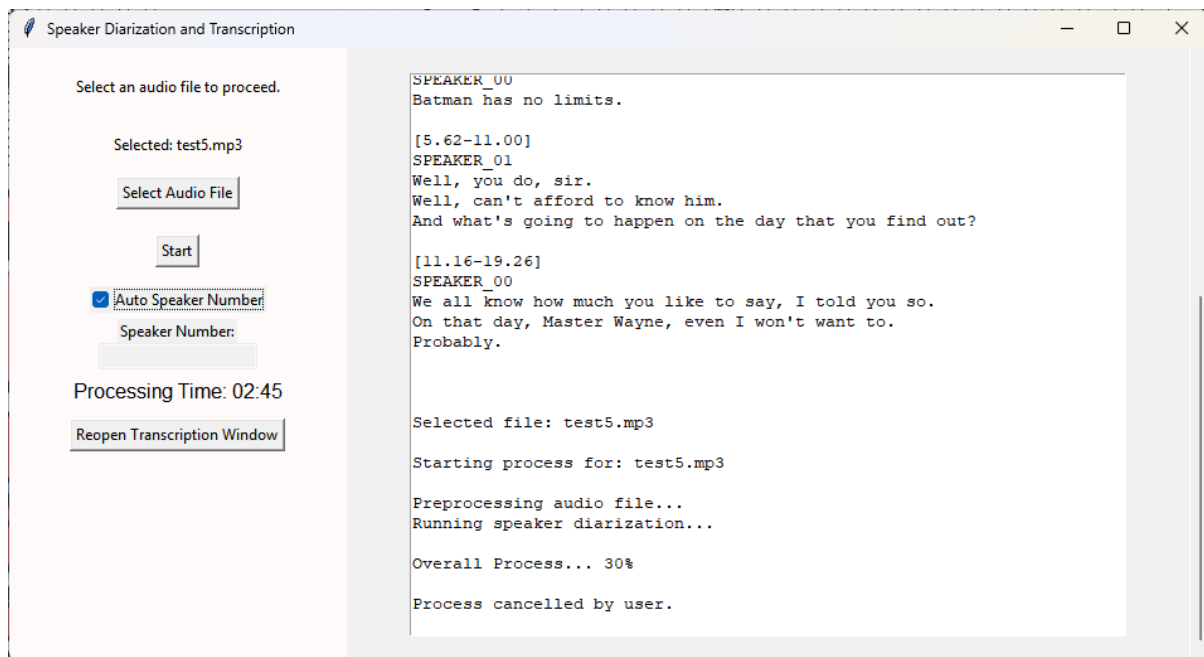 Speaker Diarization and Transcription
Select an audio file to proceed.
Selected: test5.mp3
Select Audio File
Start
Auto Speaker Number
Speaker Number:
Processing Time: 02:45
Reopen Transcription Window
SPEAKER_00
Batman has no limits.
[5.62-11.00]
SPEAKER_01
Well, you do, sir.
Well, can't afford to know him.
And what's going to happen on the day that you find out?
[11.16-19.26]
SPEAKER_00
We all know how much you like to say, I told you so.
On that day, Master Wayne, even I won't want to.
Probably.
Selected file: test5.mp3
Starting process for: test5.mp3
Preprocessing audio file...
Running speaker diarization...
Overall Process... 30%
Process cancelled by user.